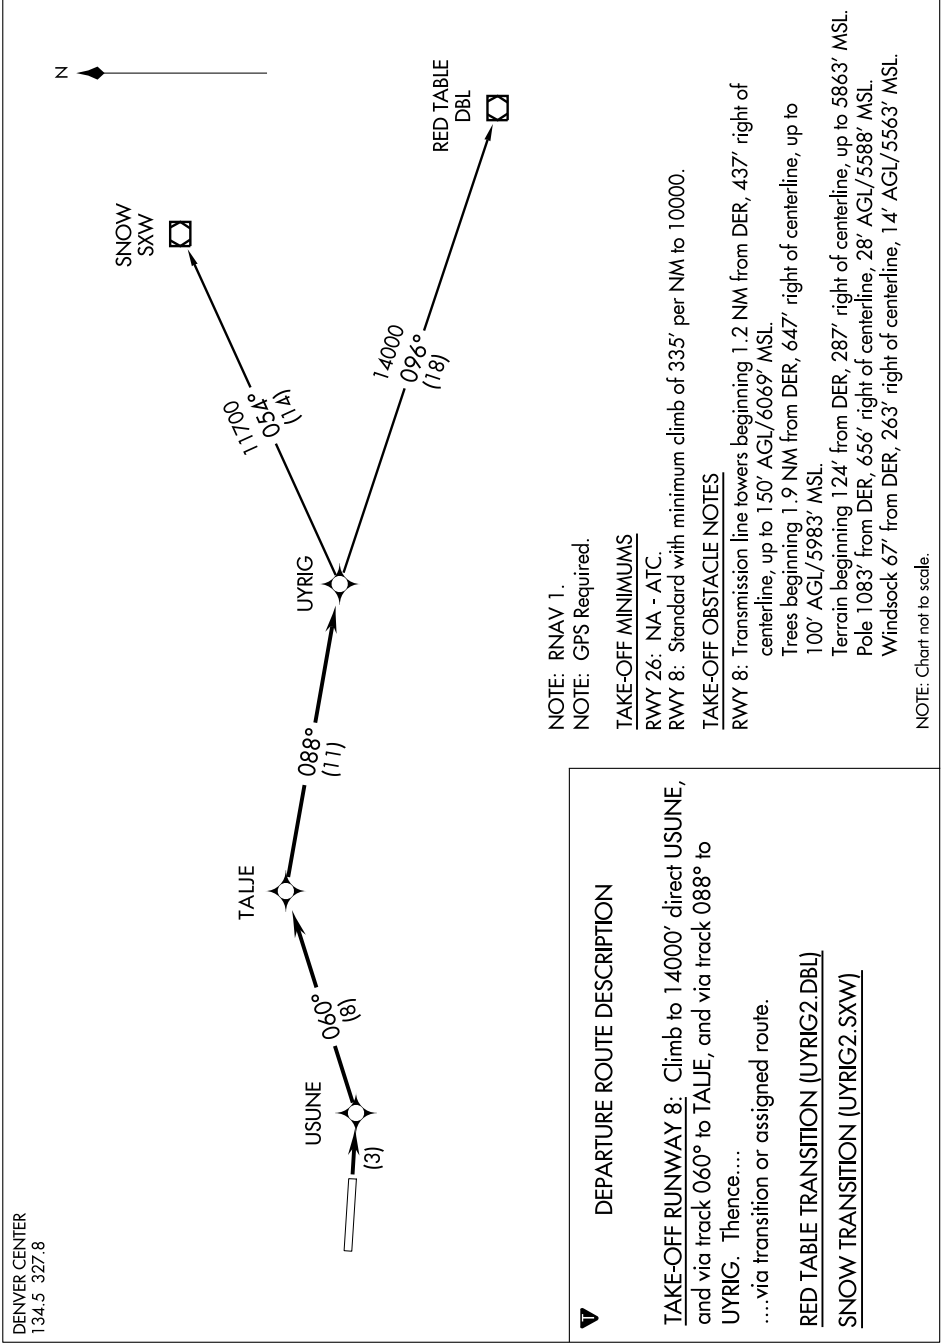 DENVER CENTER
134.5 327.8
N
SNOW
SXW
RED TABLE
DBL
11700
054°
(14)
14000
096°
(18)
UYRIG
088°
(11)
TALJE
060°
(8)
USUNE
(3)
NOTE: RNAV 1.
NOTE: GPS Required.
TAKE-OFF MINIMUMS
RWY 26: NA - ATC.
RWY 8: Standard with minimum climb of 335' per NM to 10000.
TAKE-OFF OBSTACLE NOTES
RWY 8: Transmission line towers beginning 1.2 NM from DER, 437' right of
centerline, up to 150' AGL/6069' MSL.
Trees beginning 1.9 NM from DER, 647' right of centerline, up to
100' AGL/5983' MSL.
Terrain beginning 124' from DER, 287' right of centerline, up to 5863' MSL.
Pole 1083' from DER, 656' right of centerline, 28' AGL/5588' MSL.
Windsock 67' from DER, 263' right of centerline, 14' AGL/5563' MSL.
NOTE: Chart not to scale.
T
DEPARTURE ROUTE DESCRIPTION
TAKE-OFF RUNWAY 8: Climb to 14000' direct USUNE,
and via track 060° to TALJE, and via track 088° to
UYRIG. Thence....
....via transition or assigned route.
RED TABLE TRANSITION (UYRIG2.DBL)
SNOW TRANSITION (UYRIG2.SXW)